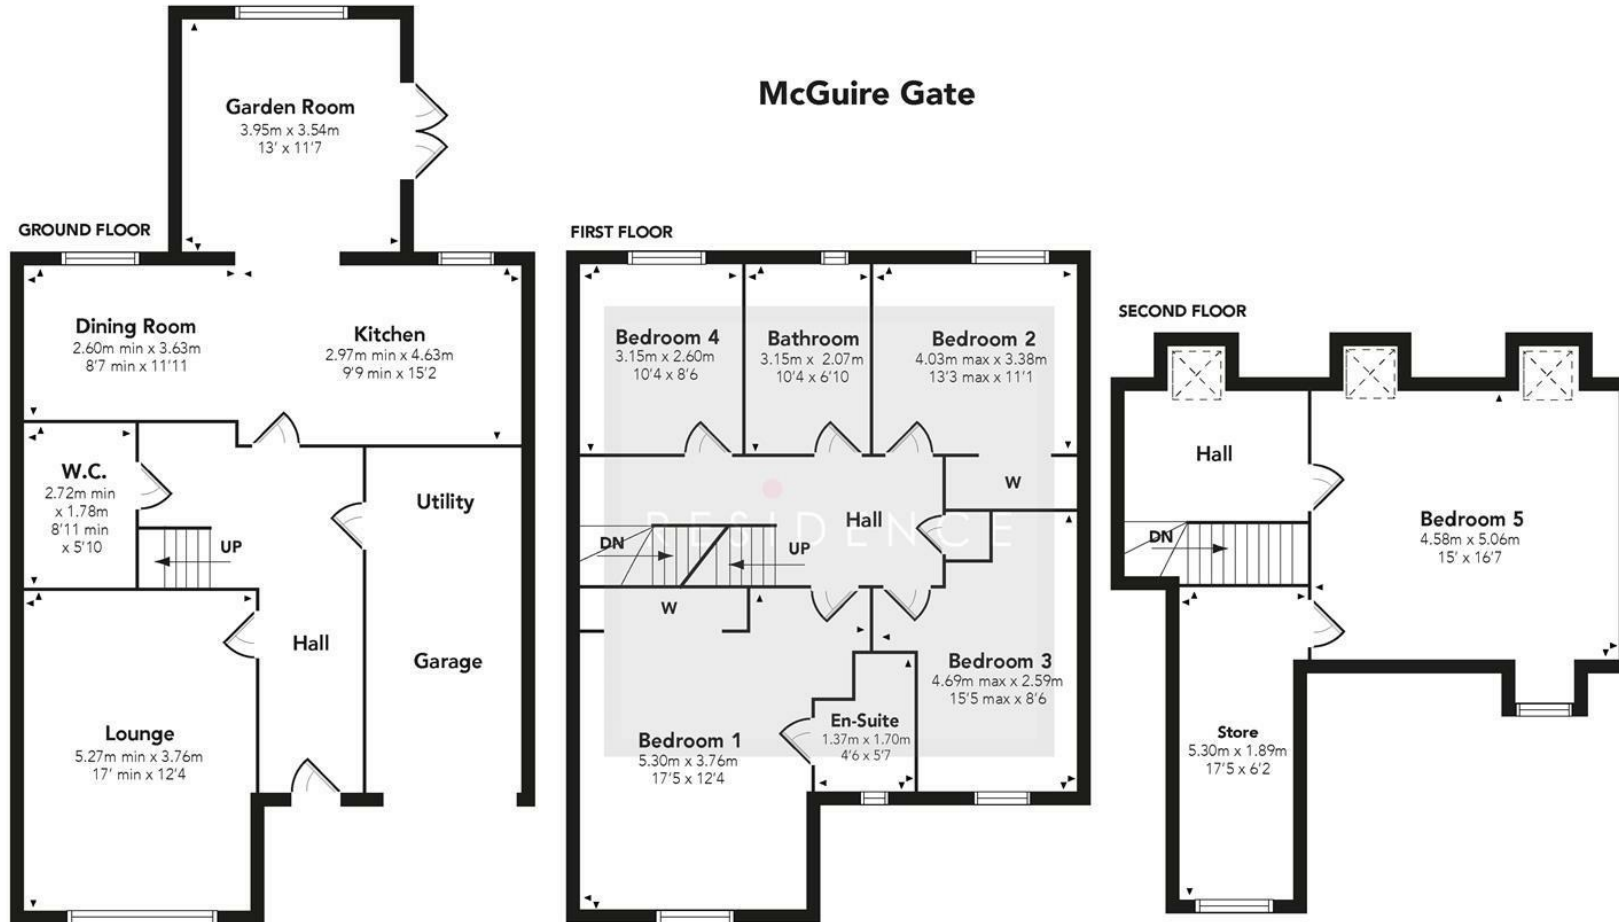 McGuire Gate
GROUND FLOOR
Garden Room
3.95m x 3.54m
13' x 11'7
Dining Room
2.60m min x 3.63m
8'7 min x 11'11
Kitchen
2.97m min x 4.63m
9'9 min x 15'2
W.C.
2.72m min
x 1.78m
8'11 min
x 5'10
UP
Utility
Hall
Garage
Lounge
5.27m min x 3.76m
17' min x 12'4
FIRST FLOOR
Bedroom 4
3.15m x 2.60m
10'4 x 8'6
Bathroom
3.15m x 2.07m
10'4 x 6'10
Bedroom 2
4.03m max x 3.38m
13'3 max x 11'1
W
Hall
RESIDENCE
DN
UP
W
Bedroom 3
4.69m max x 2.59m
15'5 max x 8'6
En-Suite
1.37m x 1.70m
4'6 x 5'7
Bedroom 1
5.30m x 3.76m
17'5 x 12'4
SECOND FLOOR
Hall
DN
Bedroom 5
4.58m x 5.06m
15' x 16'7
Store
5.30m x 1.89m
17'5 x 6'2